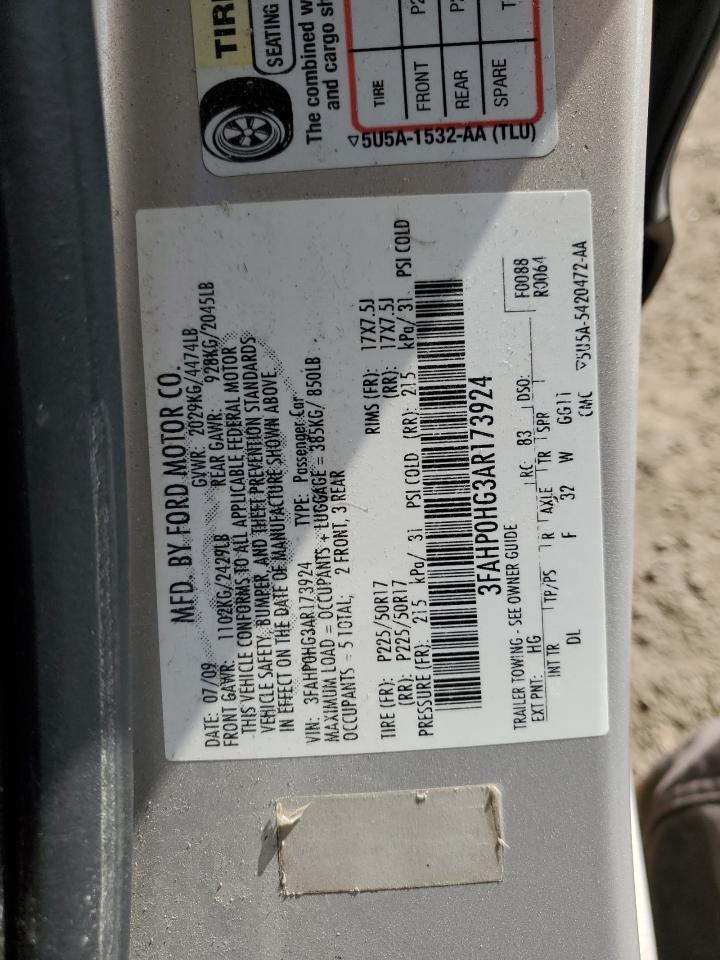 TIRE
SEATING
The combined w
and cargo sh
TIRE
FRONT P2
REAR P
SPARE T
▽5U5A-1532-AA (TLU)
MFD. BY FORD MOTOR CO.
DATE: 07/09 GVWR: 2029KG/4474LB
FRONT GAWR: 1102KG/2429LB REAR GAWR: 928KG/2045LB
THIS VEHICLE CONFORMS TO ALL APPLICABLE FEDERAL MOTOR
VEHICLE SAFETY, BUMPER, AND THEFT PREVENTION STANDARDS
IN EFFECT ON THE DATE OF MANUFACTURE SHOWN ABOVE.
VIN: 3FAHP0HG3AR173924 TYPE: Passenger Car
MAXIMUM LOAD = OCCUPANTS + LUGGAGE = 385KG/ 850LB
OCCUPANTS = 5 TOTAL; 2 FRONT, 3 REAR
TIRE (FR): P225/50R17 RIMS (FR): 17X7.5J
(RR): P225/50R17 (RR): 17X7.5J
PRESSURE (FR): 215 kPa/ 31 PSI COLD (RR): 215 kPa/ 31 PSI COLD
3FAHP0HG3AR173924
TRAILER TOWING - SEE OWNER GUIDE
EXT PNT: HG RC: 83 DSO: F0088
R0064
INT TR TP/PS R AXLE TR SPR
DL F 32 W GG11
CMC ▽5U5A-5420472-AA